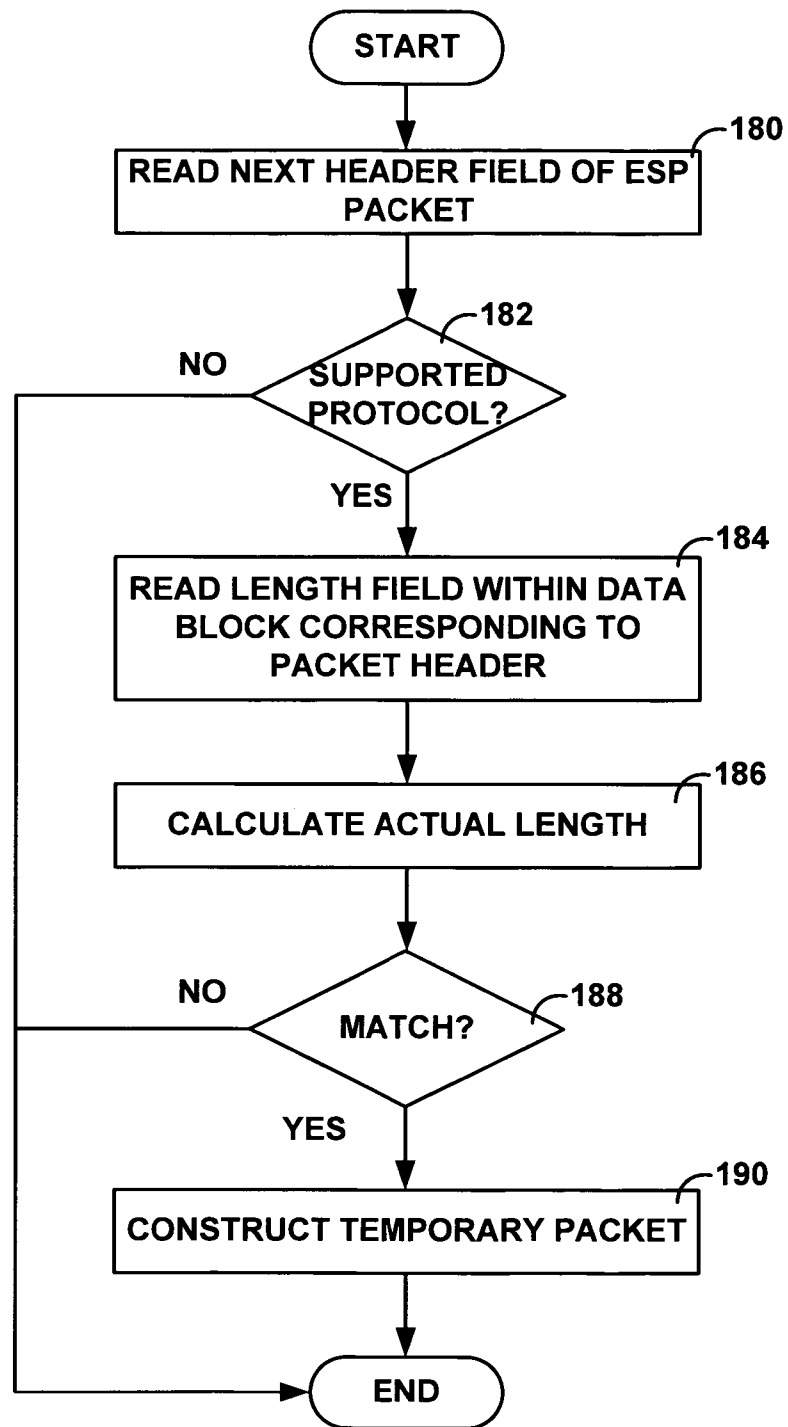 START
180
READ NEXT HEADER FIELD OF ESP
PACKET
182
NO
SUPPORTED
PROTOCOL?
YES
184
READ LENGTH FIELD WITHIN DATA
BLOCK CORRESPONDING TO
PACKET HEADER
186
CALCULATE ACTUAL LENGTH
NO
188
MATCH?
YES
190
CONSTRUCT TEMPORARY PACKET
END